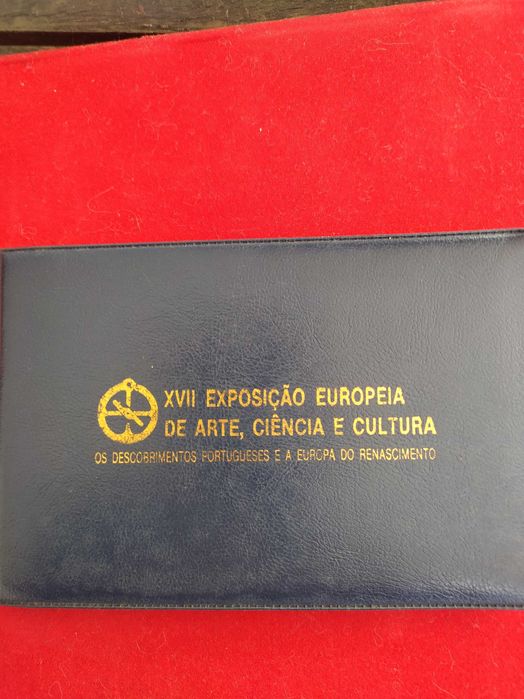 XVII EXPOSIÇÃO EUROPEIA
DE ARTE, CIÊNCIA E CULTURA
OS DESCOBRIMENTOS PORTUGUESES E A EUROPA DO RENASCIMENTO